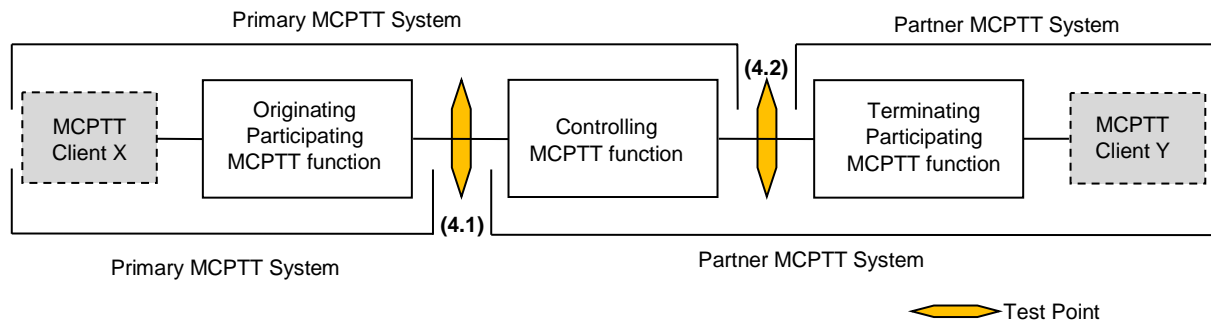 Primary MCPTT System
Partner MCPTT System
(4.2)
MCPTT
Client X
Originating
Participating
MCPTT function
Controlling
MCPTT function
Terminating
Participating
MCPTT function
MCPTT
Client Y
(4.1)
Primary MCPTT System
Partner MCPTT System
Test Point